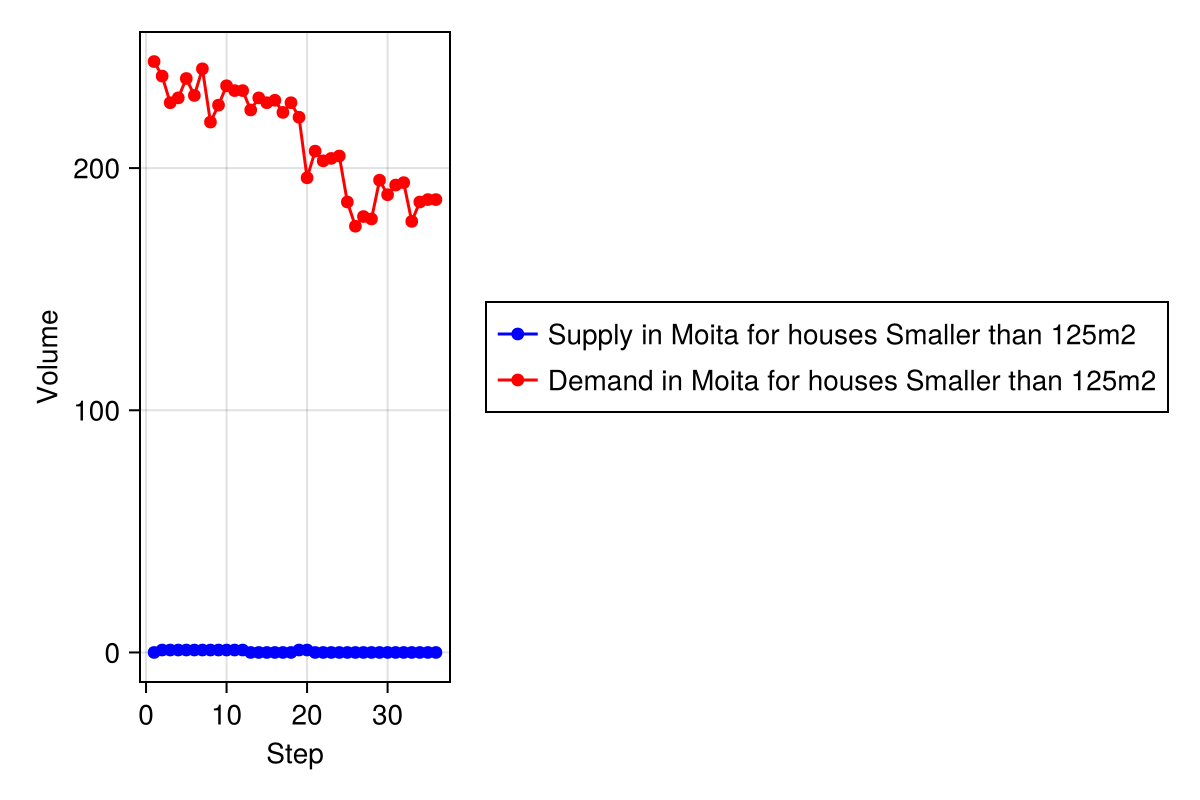 Volume
200
100
0
0 10 20 30
Step
Supply in Moita for houses Smaller than 125m2
Demand in Moita for houses Smaller than 125m2